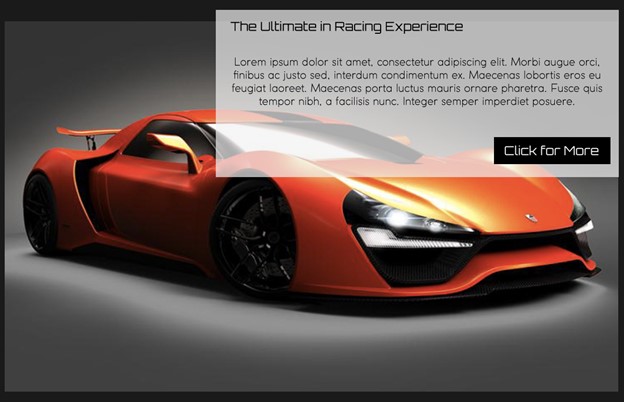 The Ultimate in Racing Experience
Lorem ipsum dolor sit amet, consectetur adipiscing elit. Morbi augue orci,
finibus ac justo sed, interdum condimentum ex. Maecenas lobortis eros eu
feugiat laoreet. Maecenas porta luctus mauris ornare pharetra. Fusce quis
tempor nibh, a facilisis nunc. Integer semper imperdiet posuere.
Click for More